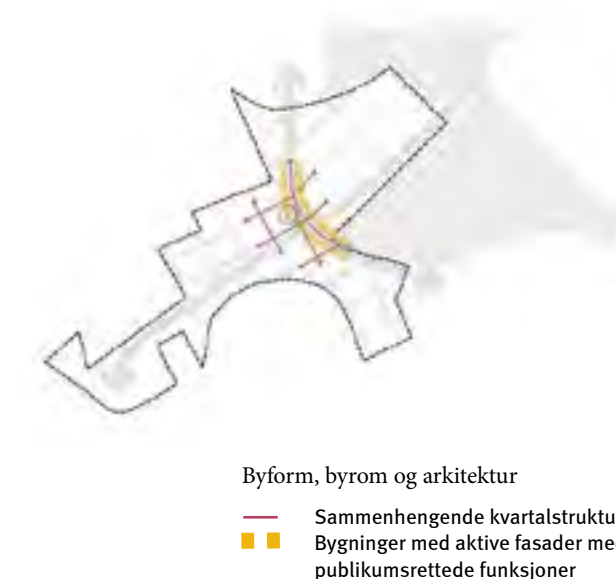 Byform, byrom og arkitektur
Sammenhengende kvartalstruktu
Bygninger med aktive fasader me
publikumsrettede funksjoner